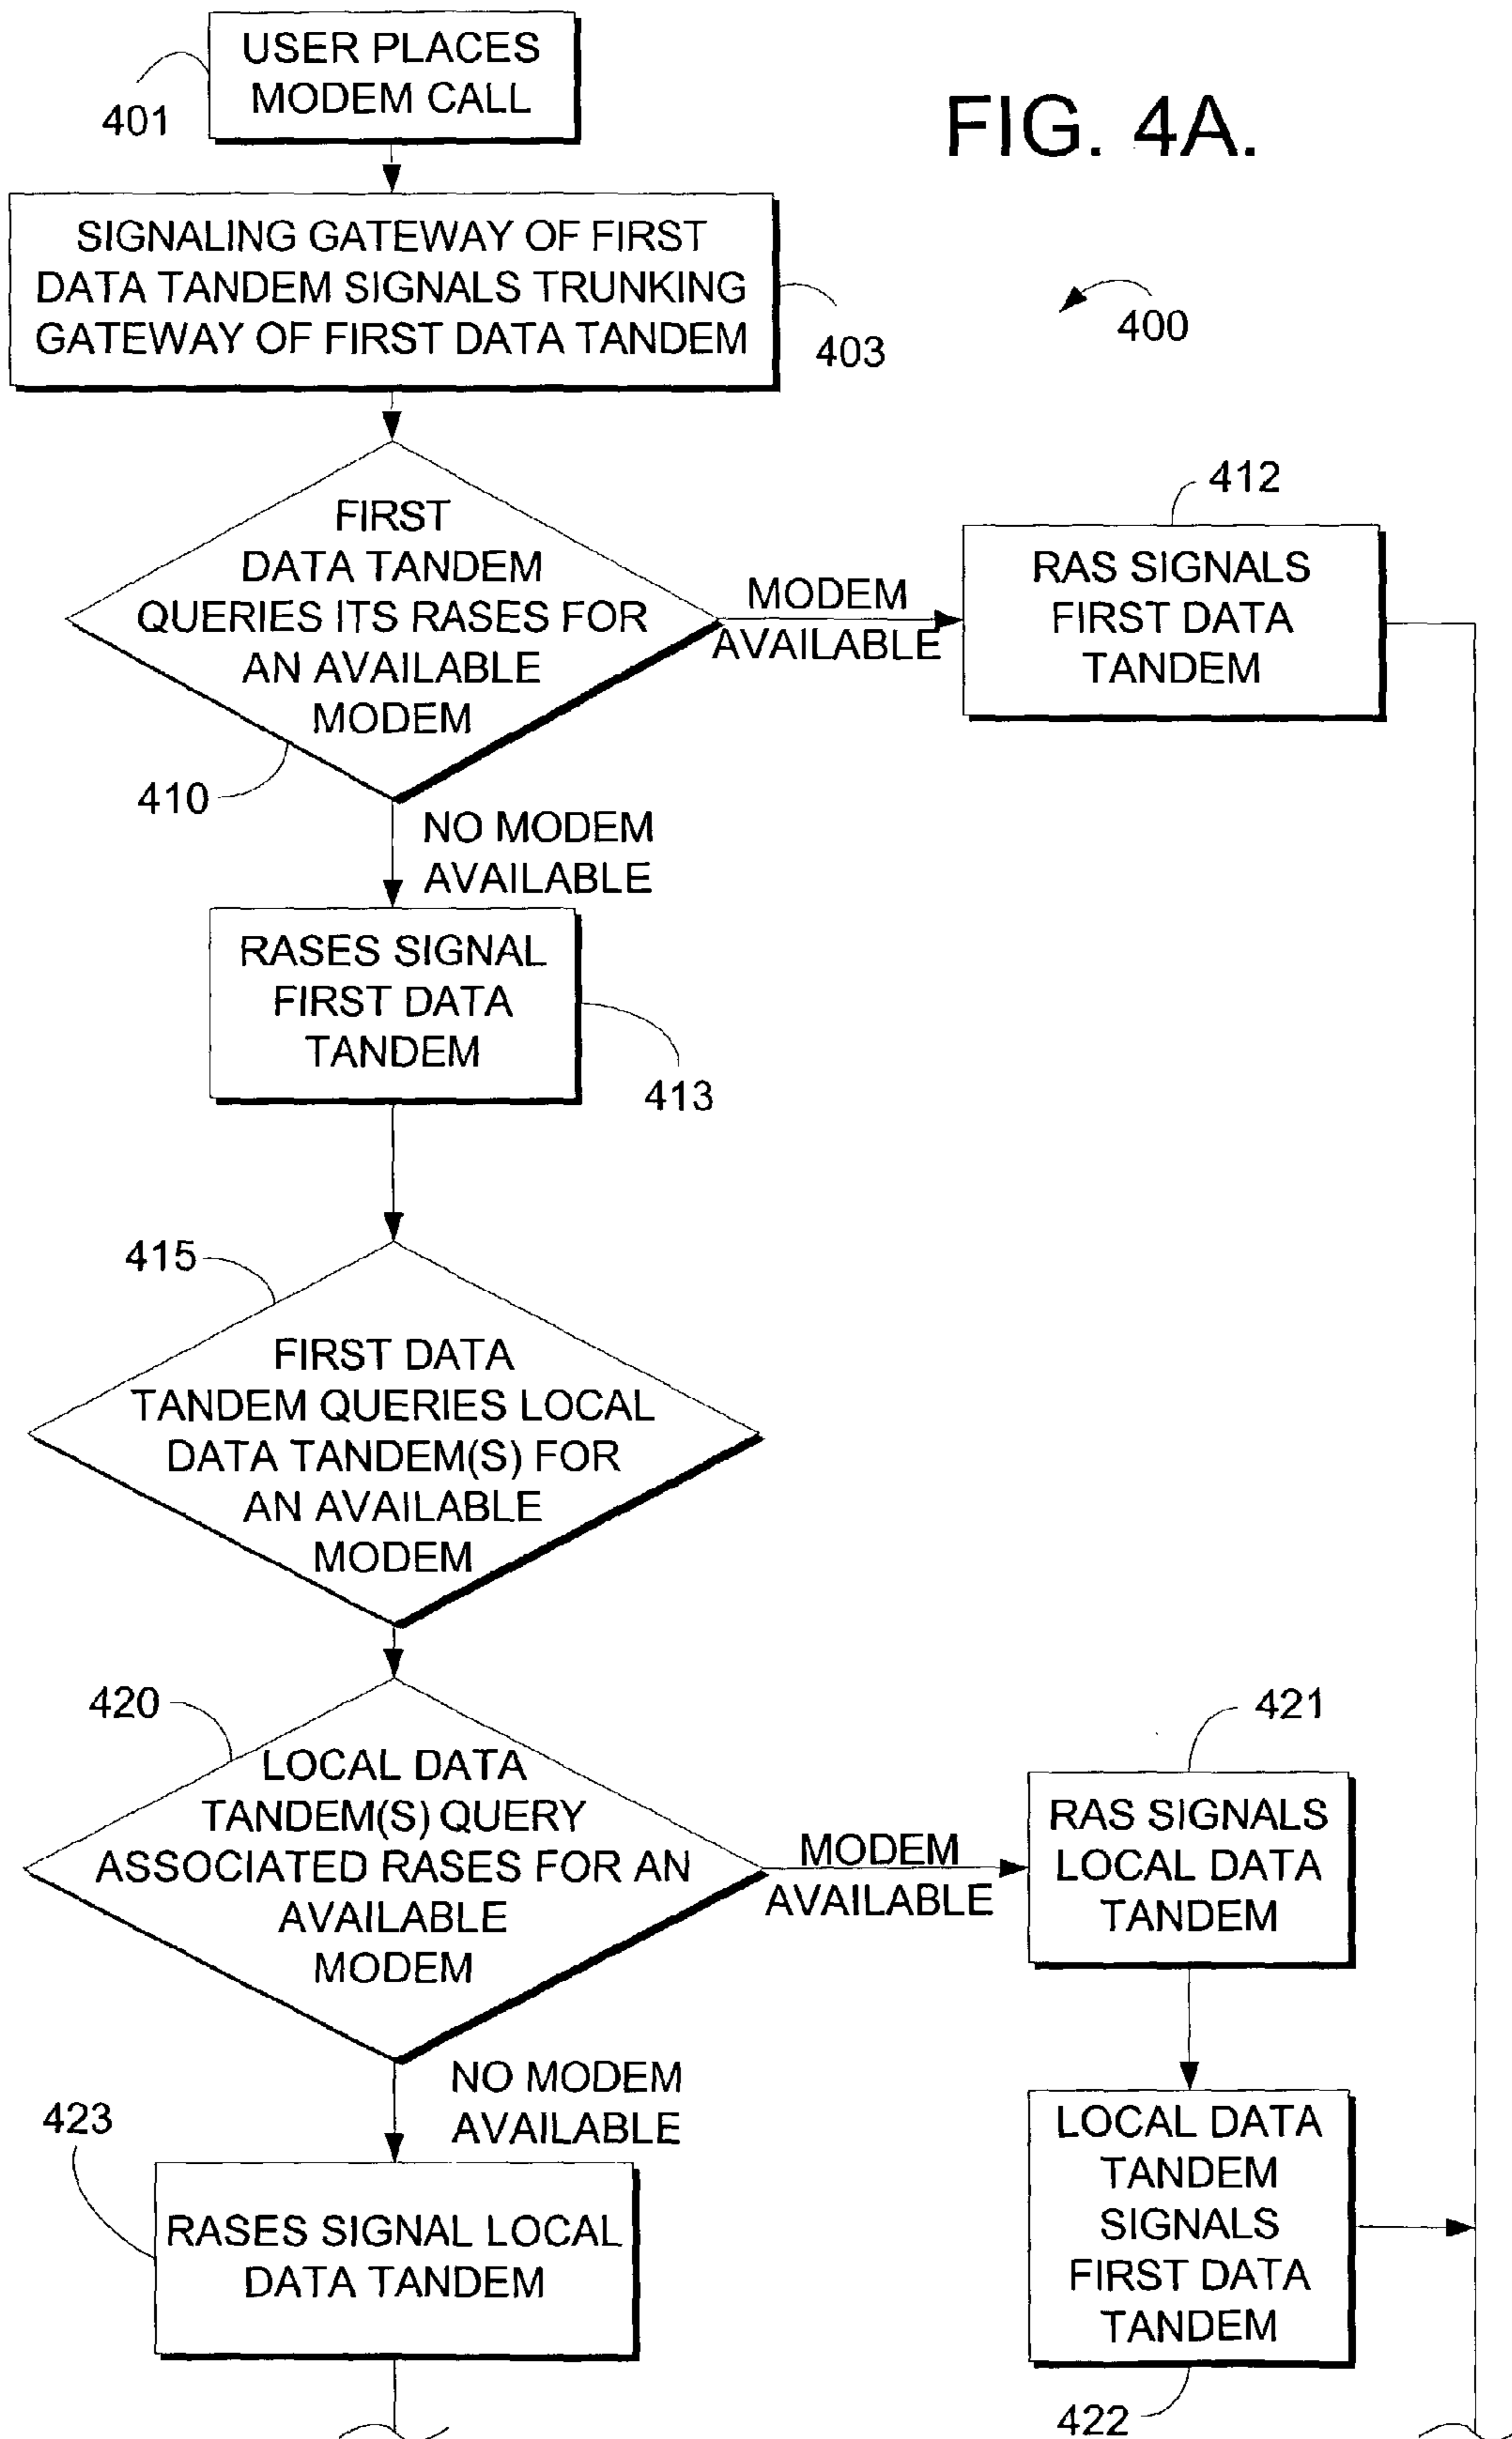 USER PLACES
MODEM CALL
401
FIG. 4A.
SIGNALING GATEWAY OF FIRST
DATA TANDEM SIGNALS TRUNKING
GATEWAY OF FIRST DATA TANDEM
403
400
FIRST
DATA TANDEM
QUERIES ITS RASES FOR
AN AVAILABLE
MODEM
410
MODEM
AVAILABLE
412
RAS SIGNALS
FIRST DATA
TANDEM
NO MODEM
AVAILABLE
RASES SIGNAL
FIRST DATA
TANDEM
413
415
FIRST DATA
TANDEM QUERIES LOCAL
DATA TANDEM(S) FOR
AN AVAILABLE
MODEM
420
LOCAL DATA
TANDEM(S) QUERY
ASSOCIATED RASES FOR AN
AVAILABLE
MODEM
MODEM
AVAILABLE
421
RAS SIGNALS
LOCAL DATA
TANDEM
NO MODEM
AVAILABLE
423
RASES SIGNAL LOCAL
DATA TANDEM
LOCAL DATA
TANDEM
SIGNALS
FIRST DATA
TANDEM
422